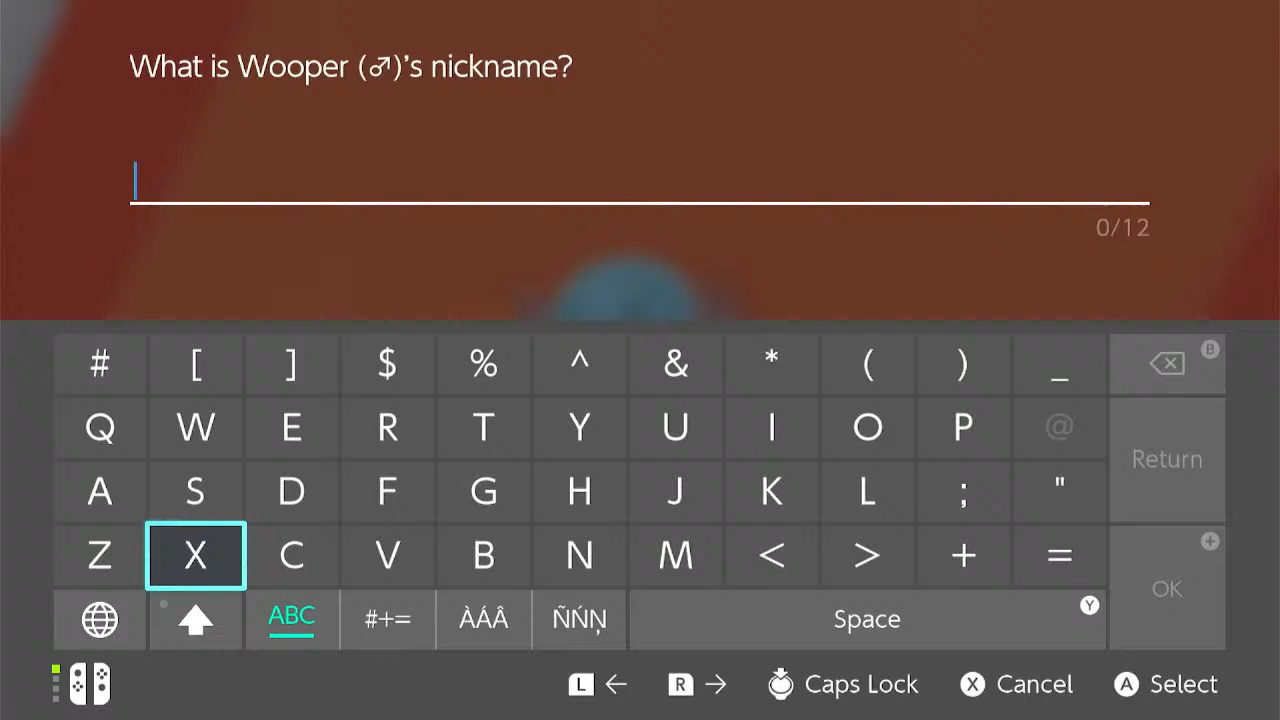 What is Wooper (♂)'s nickname?
0/12
# [ ] $ % ^ & * ( ) _ B
Q W E R T Y U I O P @
A S D F G H J K L ; " Return
Z X C V B N M < > + = OK
ABC #+= ÀÁÂ ÑŃŅ Space Y
L ← R → Caps Lock X Cancel A Select